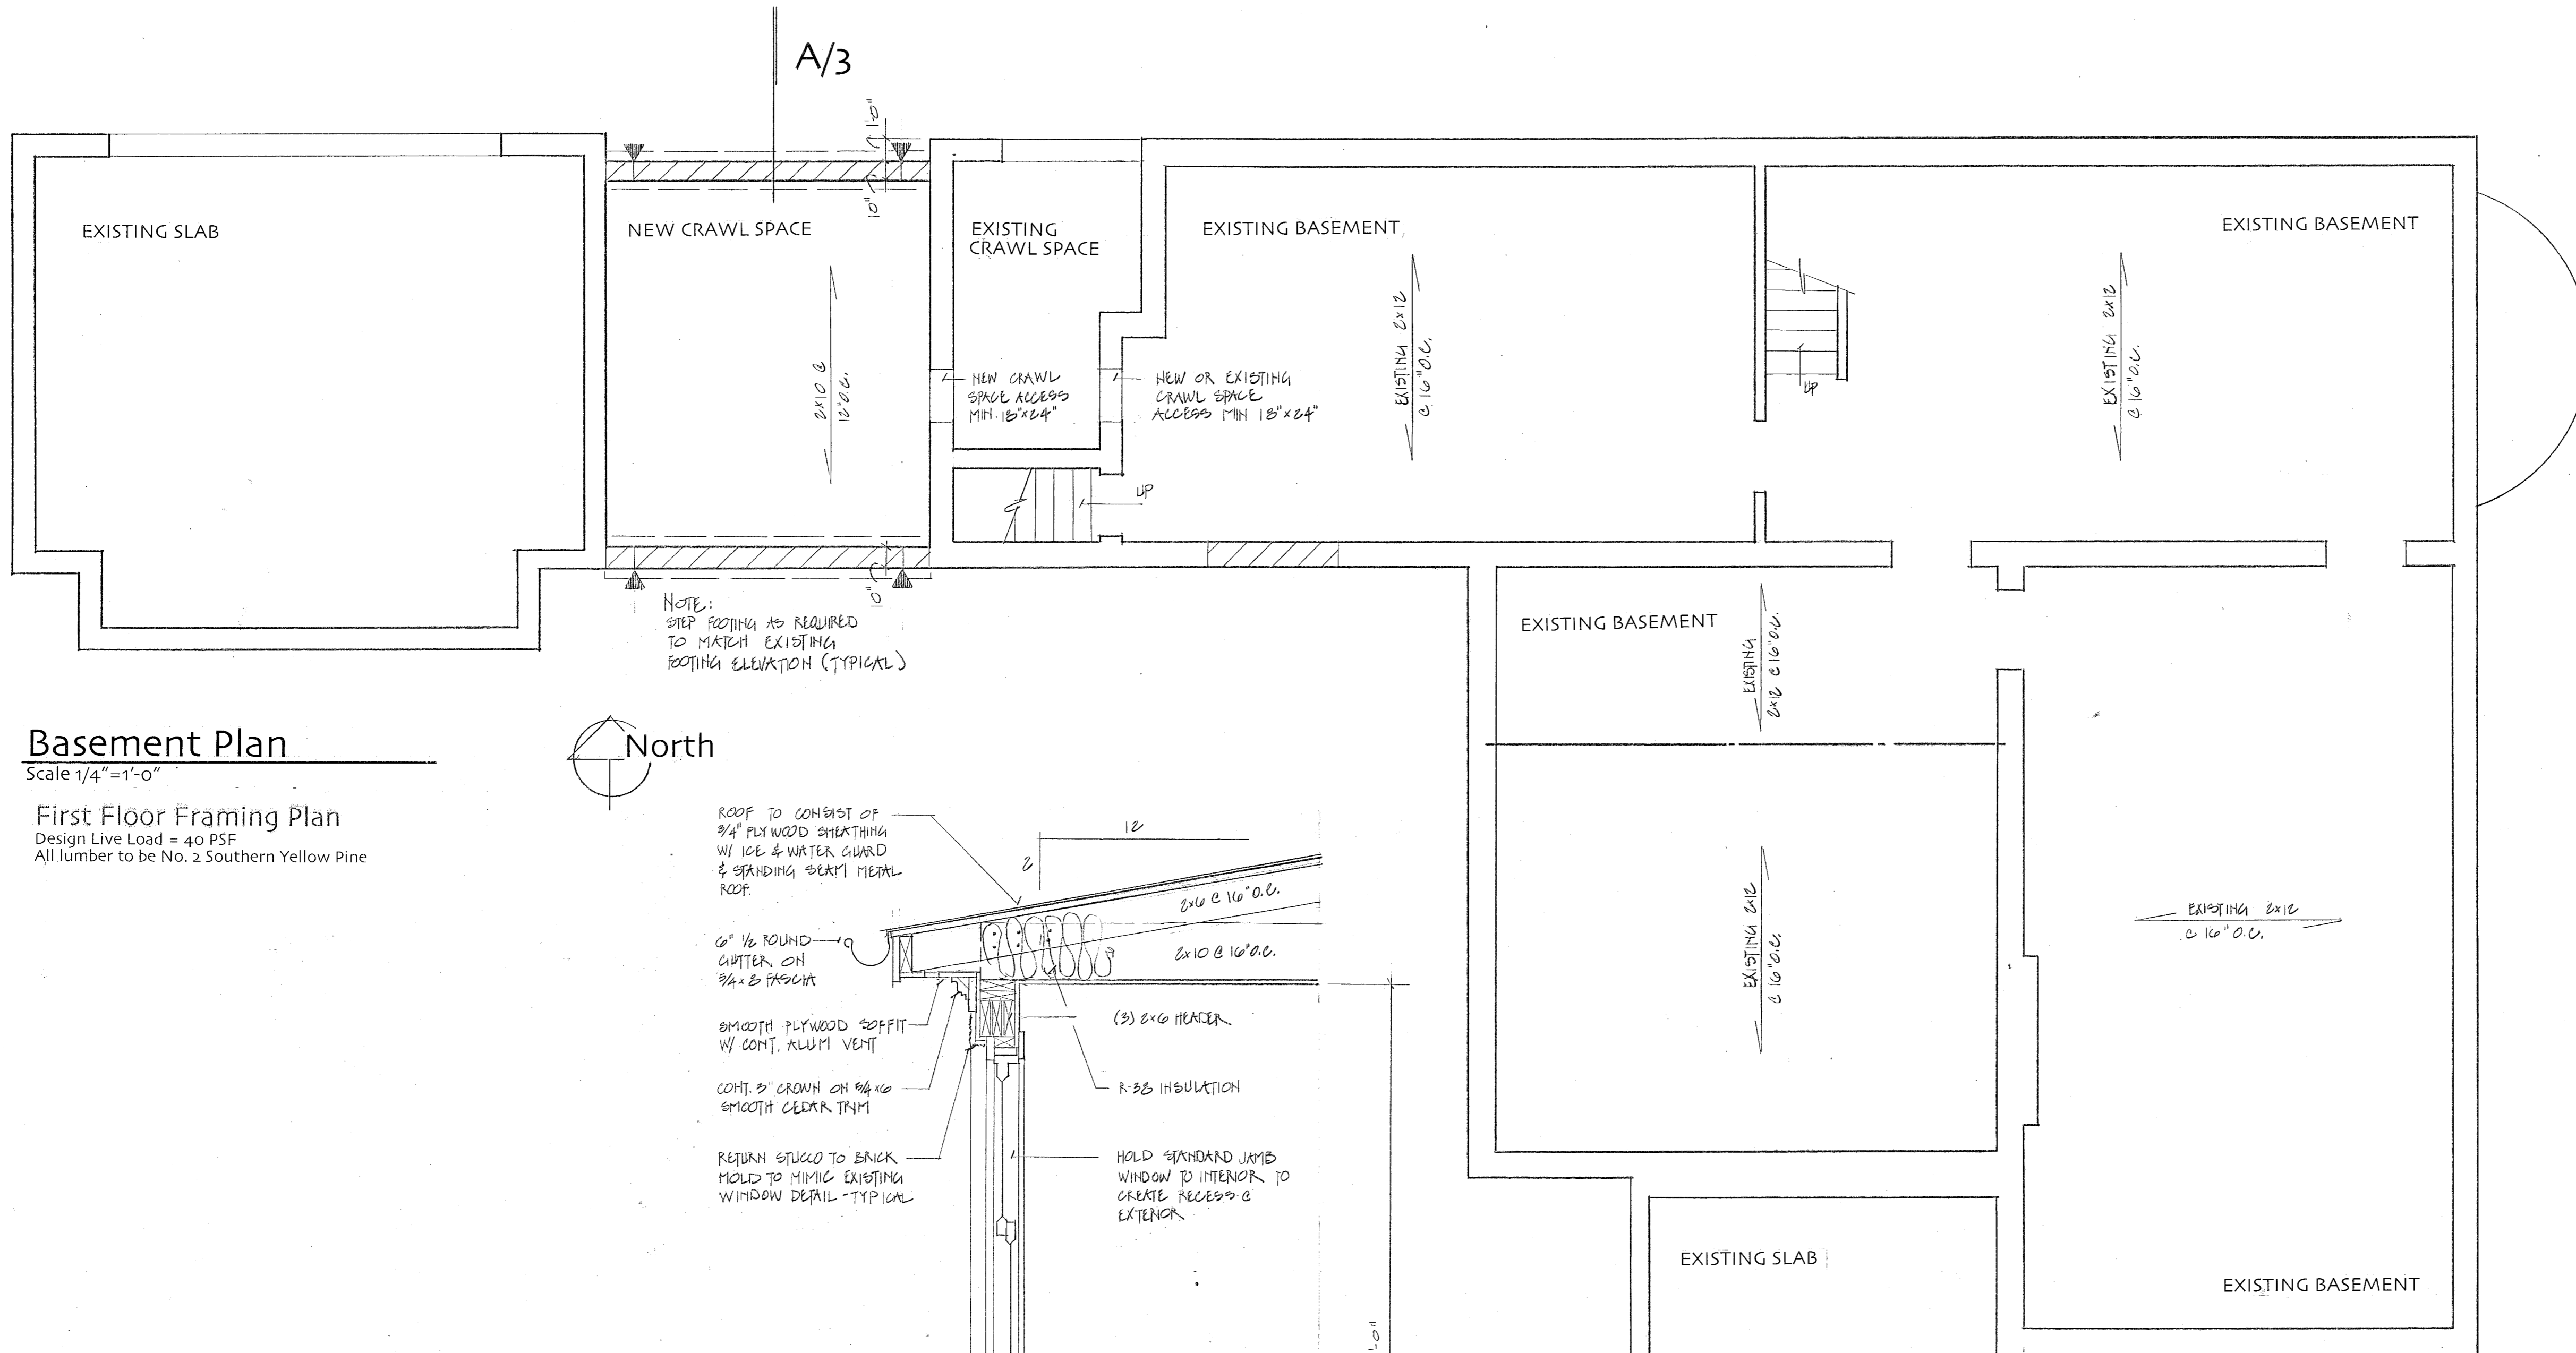 A/3
1'-0"
10"
EXISTING SLAB
NEW CRAWL SPACE
EXISTING
CRAWL SPACE
EXISTING BASEMENT
EXISTING BASEMENT
2x10 @
12" O.C.
NEW CRAWL
SPACE ACCESS
MIN. 18"x24"
NEW OR EXISTING
CRAWL SPACE
ACCESS MIN 18"x24"
EXISTING 2x12
@ 16" O.C.
UP
EXISTING 2x12
@ 16" O.C.
UP
10"
NOTE:
STEP FOOTING AS REQUIRED
TO MATCH EXISTING
FOOTING ELEVATION (TYPICAL)
EXISTING BASEMENT
EXISTING
2x12 @ 16" O.C.
Basement Plan
Scale 1/4"=1'-0"
North
First Floor Framing Plan
Design Live Load = 40 PSF
All lumber to be No. 2 Southern Yellow Pine
ROOF TO CONSIST OF
3/4" PLYWOOD SHEATHING
W/ ICE & WATER GUARD
& STANDING SEAM METAL
ROOF.
12
2
2x6 @ 16" O.C.
2x10 @ 16" O.C.
6" 1/2 ROUND
GUTTER ON
5/4 x 8 FASCIA
SMOOTH PLYWOOD SOFFIT
W/ CONT. ALUM VENT
CONT. 3" CROWN ON 5/4 x6
SMOOTH CEDAR TRIM
RETURN STUCCO TO BRICK
MOLD TO MIMIC EXISTING
WINDOW DETAIL - TYPICAL
(3) 2x6 HEADER
R-38 INSULATION
HOLD STANDARD JAMB
WINDOW TO INTERIOR TO
CREATE RECESS @
EXTERIOR
EXISTING 2x12
@ 16" O.C.
EXISTING 2x12
@ 16" O.C.
EXISTING SLAB
EXISTING BASEMENT